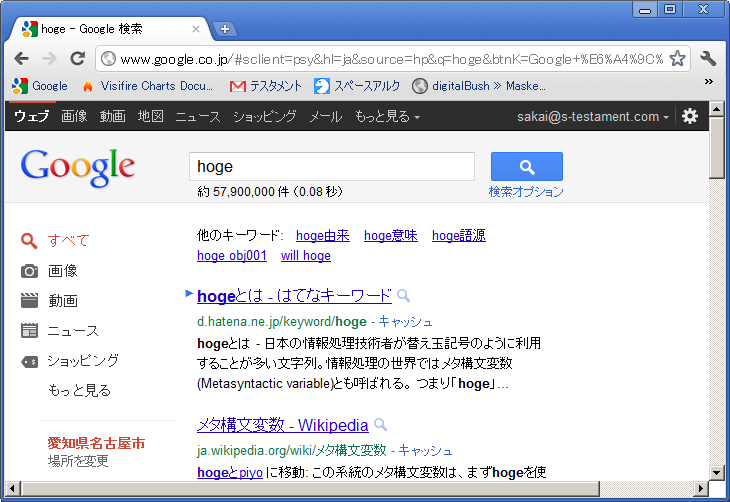 hoge - Google 検索
www.google.co.jp/#sclient=psy&hl=ja&source=hp&q=hoge&btnK=Google+%E6%A4%9C%
Google Visifire Charts Docu... テスタメント スペースアルク digitalBush » Maske...
ウェブ 画像 動画 地図 ニュース ショッピング メール もっと見る sakai@s-testament.com
Google hoge
約 57,900,000 件 (0.08 秒) 検索オプション
他のキーワード: hoge由来 hoge意味 hoge語源
hoge obj001 will hoge
すべて
画像
動画
ニュース
ショッピング
もっと見る
愛知県名古屋市
場所を変更
hogeとは - はてなキーワード
d.hatena.ne.jp/keyword/hoge - キャッシュ
hogeとは - 日本の情報処理技術者が替え玉記号のように利用
することが多い文字列。情報処理の世界ではメタ構文変数
(Metasyntactic variable)とも呼ばれる。つまり「hoge」...
メタ構文変数 - Wikipedia
ja.wikipedia.org/wiki/メタ構文変数 - キャッシュ
hogeとpiyo に移動: この系統のメタ構文変数は、まずhogeを使